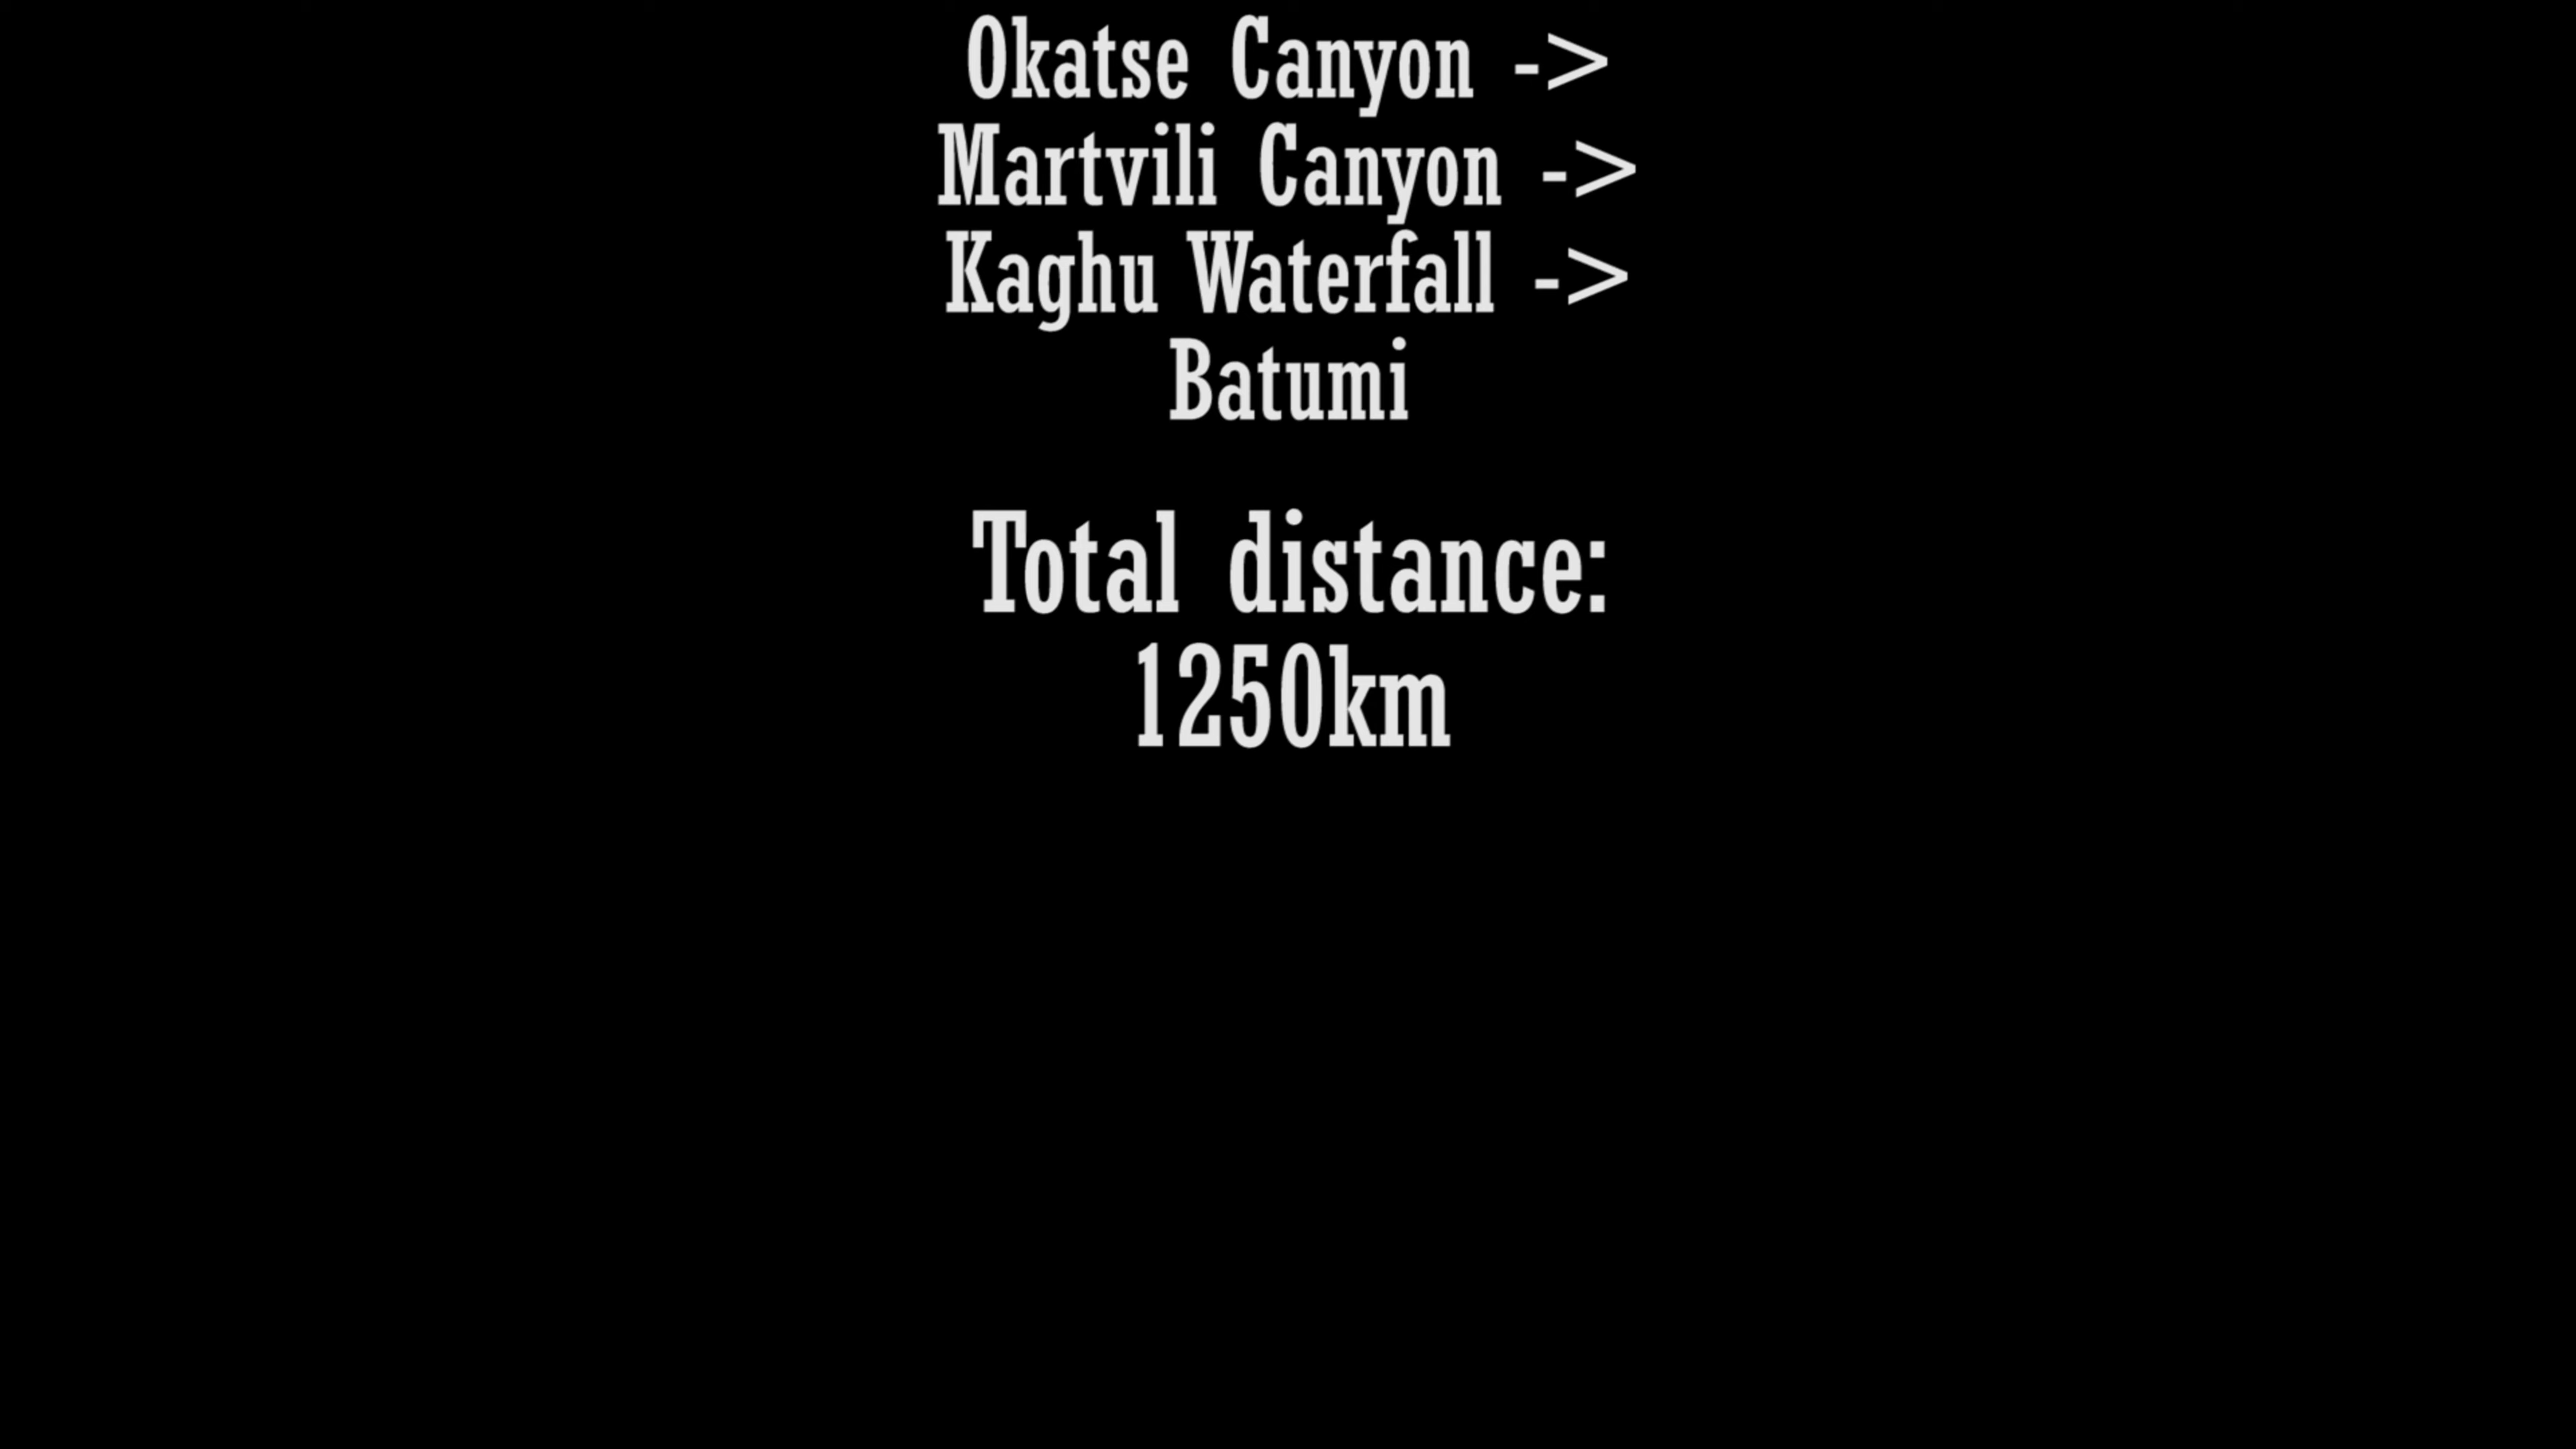 Okatse Canyon ->
Martvili Canyon ->
Kaghu Waterfall ->
Batumi
Total distance:
1250km